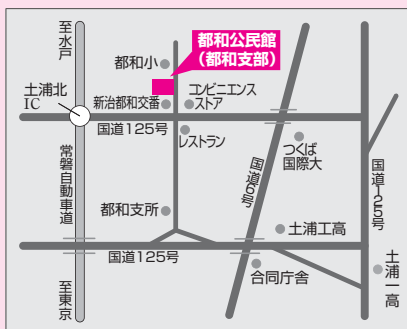 至水戸
都和公民館
（都和支部）
都和小
土浦北
IC
新治都和交番
コンビニエンス
ストア
国道125号
レストラン
つくば
国際大
常磐自動車道
国道6号
国道125号
都和支所
土浦工高
国道125号
合同庁舎
土浦一高
至東京